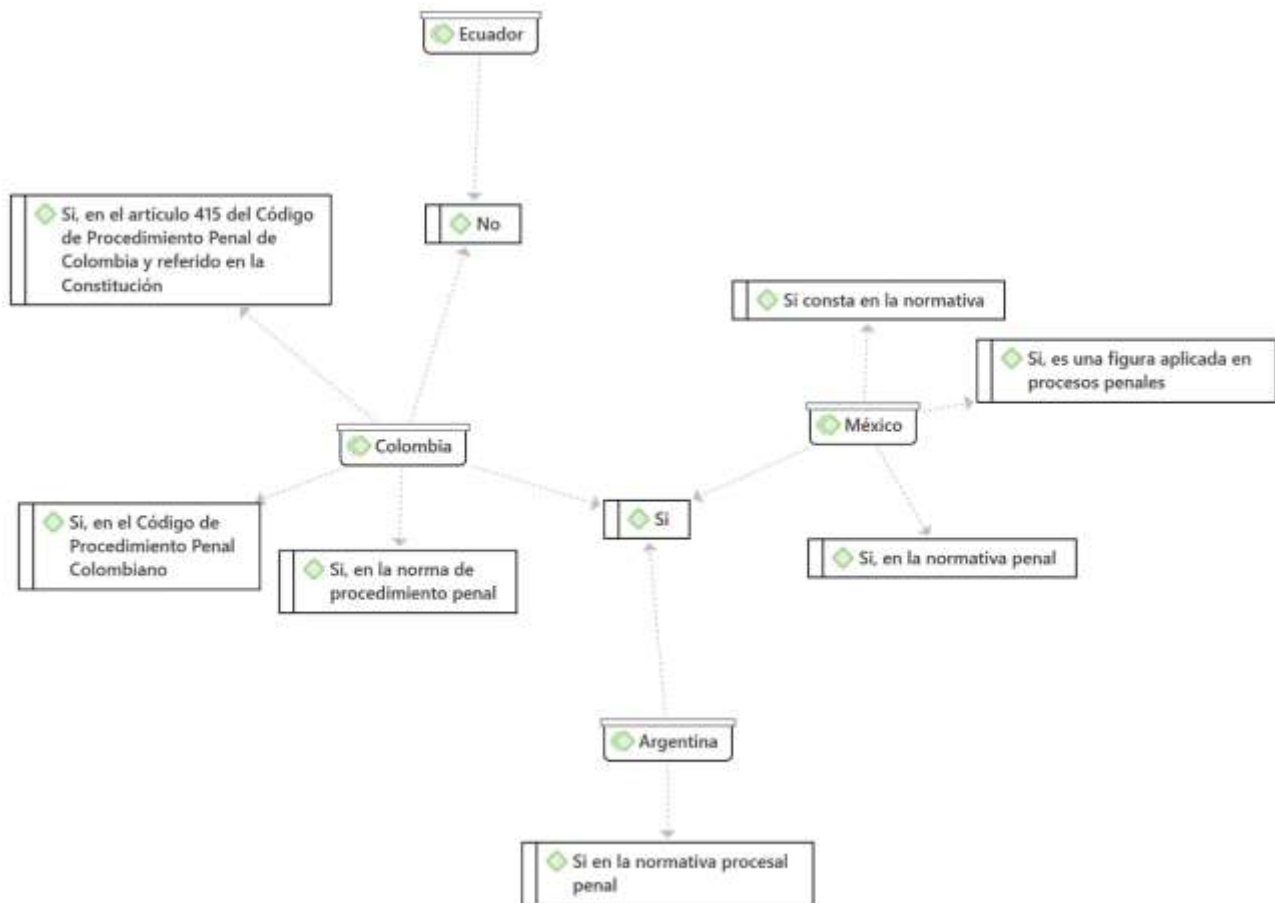 Ecuador
Si, en el artículo 415 del Código
de Procedimiento Penal de
Colombia y referido en la
Constitución
No
Si consta en la normativa
Si, es una figura aplicada en
procesos penales
Colombia
México
Si, en el Código de
Procedimiento Penal
Colombiano
Si, en la norma de
procedimiento penal
Si
Si, en la normativa penal
Argentina
Si en la normativa procesal
penal